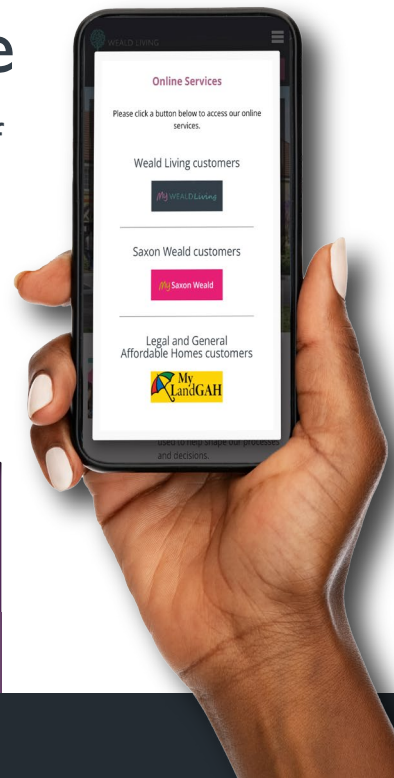 e
WEALD LIVING
f
Online Services
Please click a button below to access our online
services.
Weald Living customers
My WEALDLiving
Saxon Weald customers
My Saxon Weald
Legal and General
Affordable Homes customers
My
LandGAH
used to help shape our processes
and decisions.